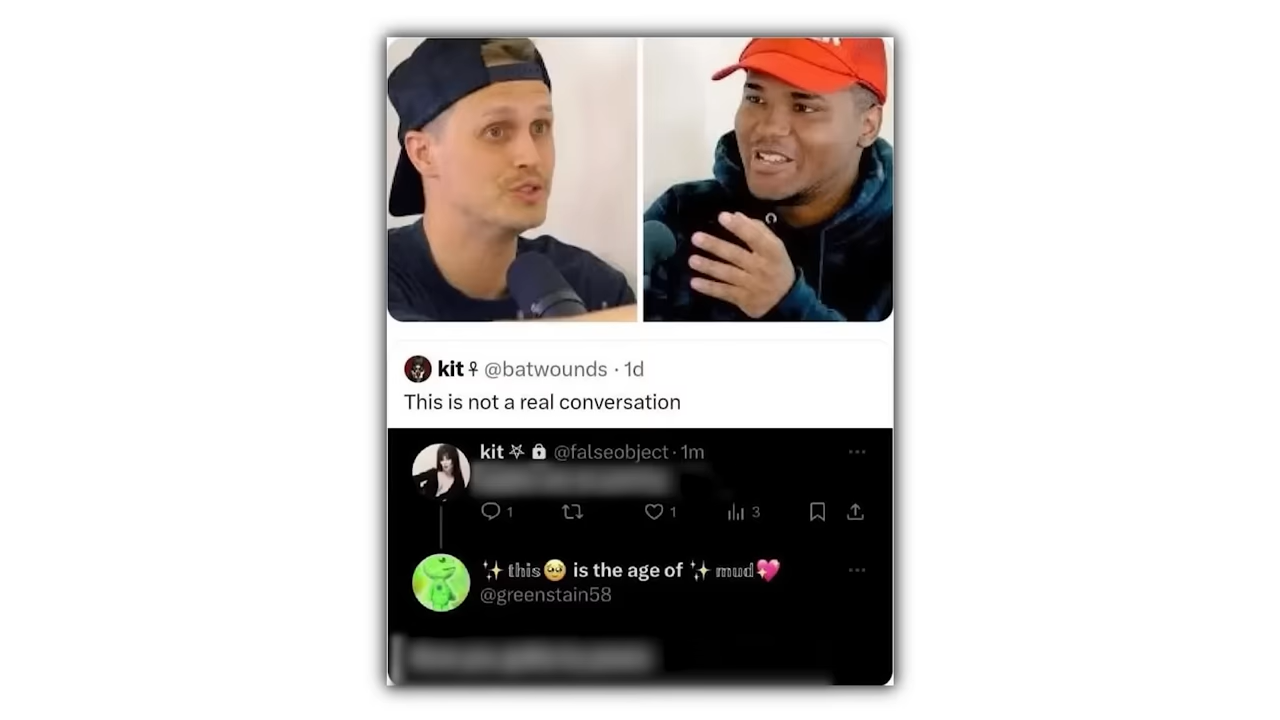 kit♀ @batwounds · 1d
This is not a real conversation
kit ⛧ 🔒 @falseobject · 1m
1 1 3
✨ 𝕥𝕙𝕚𝕤🥹 is the age of ✨ 𝕞𝕦𝕕💖
@greenstain58